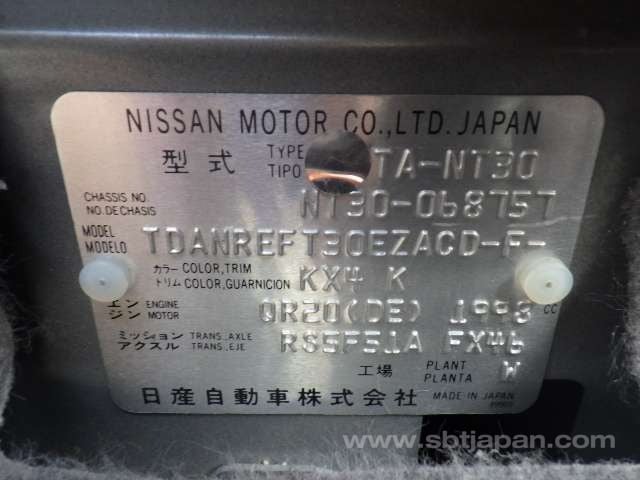 NISSAN MOTOR CO.,LTD. JAPAN
型式 TYPE TIPO TA-NT30
CHASSIS NO. NO. DE CHASIS NT30-068757
MODEL MODELO TDANREFT30EZACD-F-
カラー COLOR, TRIM トリム COLOR, GUARNICION KX4 K
エンジン ENGINE MOTOR QR20(DE) 1998 CC
ミッション TRANS., AXLE アクスル TRANS., EJE RS5F51A FX46
工場 PLANT PLANTA W
日産自動車株式会社 MADE IN JAPAN
www.sbtjapan.com